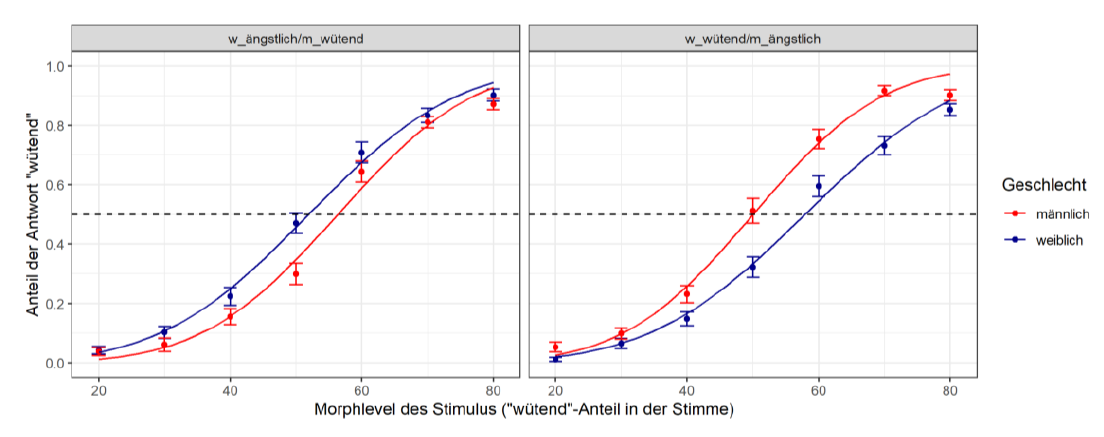 w_ängstlich/m_wütend
w_wütend/m_ängstlich
Anteil der Antwort "wütend"
1.0
0.8
0.6
0.4
0.2
0.0
20 40 60 80
20 40 60 80
Morphlevel des Stimulus ("wütend"-Anteil in der Stimme)
Geschlecht
männlich
weiblich